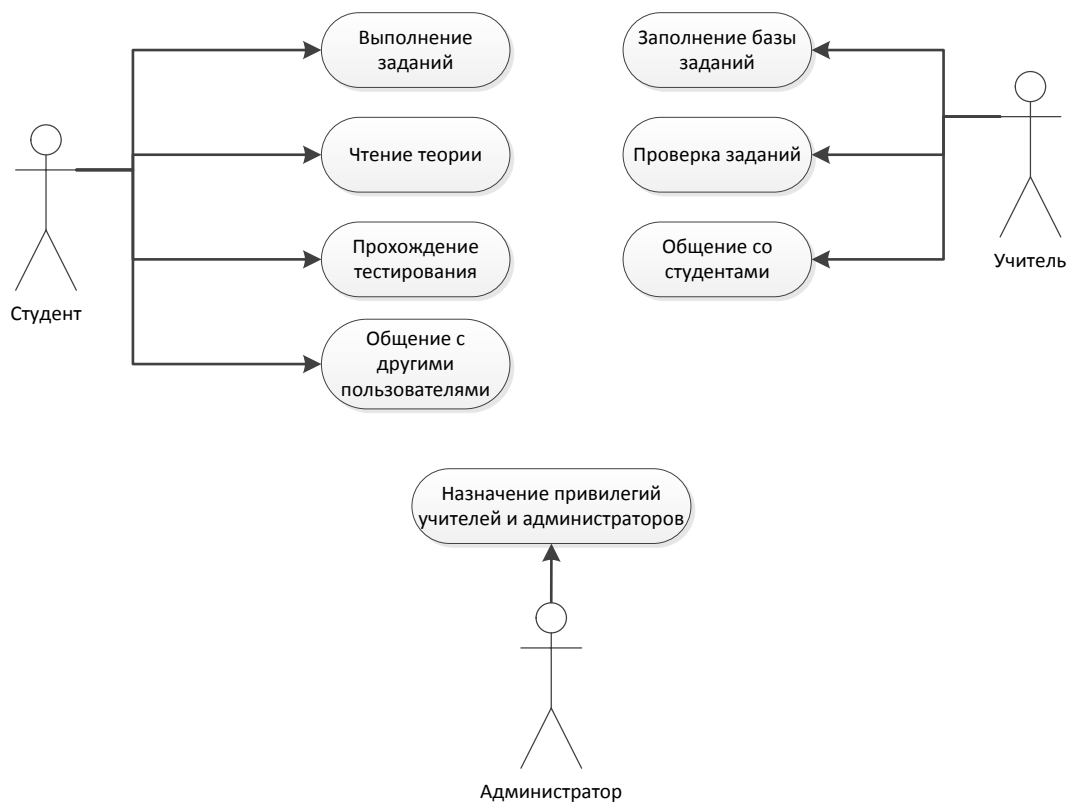 Выполнение
заданий
Чтение теории
Прохождение
тестирования
Общение с
другими
пользователями
Студент
Заполнение базы
заданий
Проверка заданий
Общение со
студентами
Учитель
Назначение привилегий
учителей и администраторов
Администратор